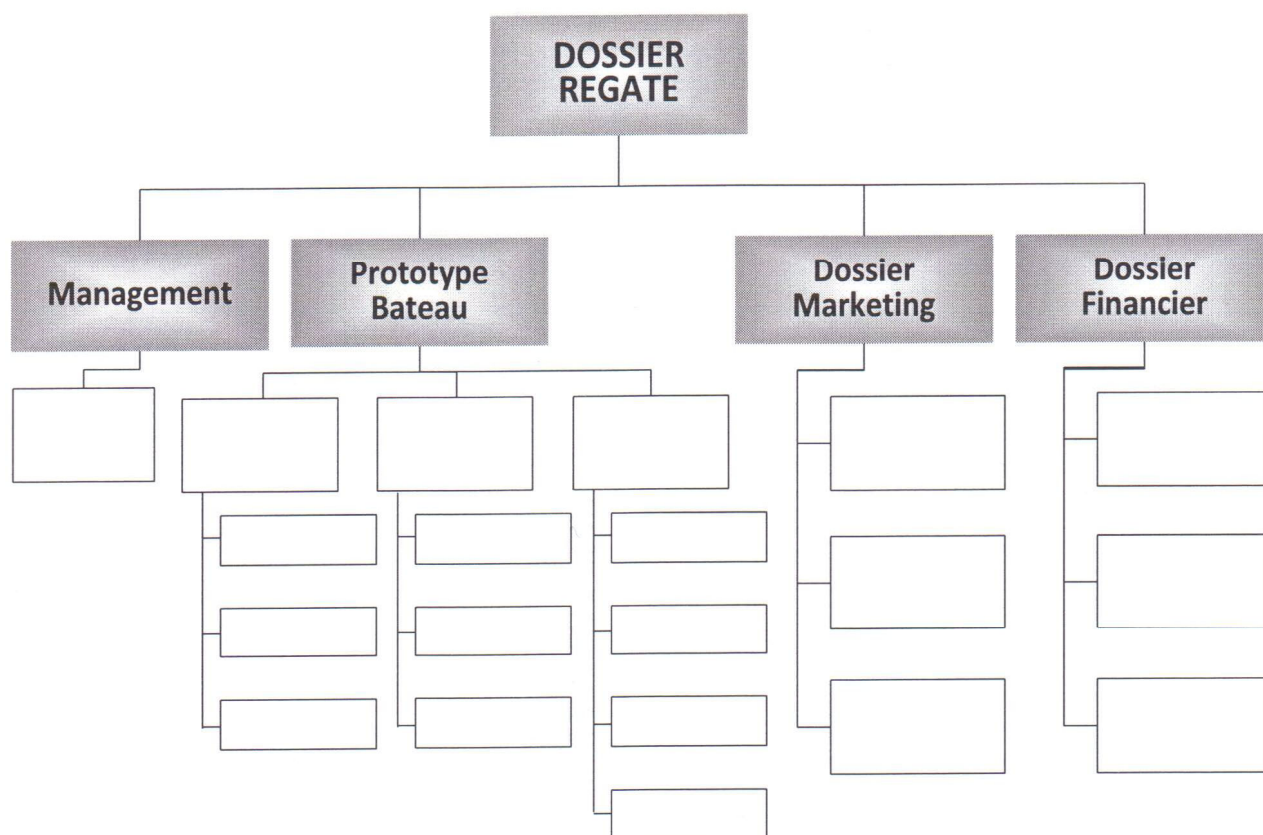 DOSSIER
REGATE
Management
Prototype
Bateau
Dossier
Marketing
Dossier
Financier